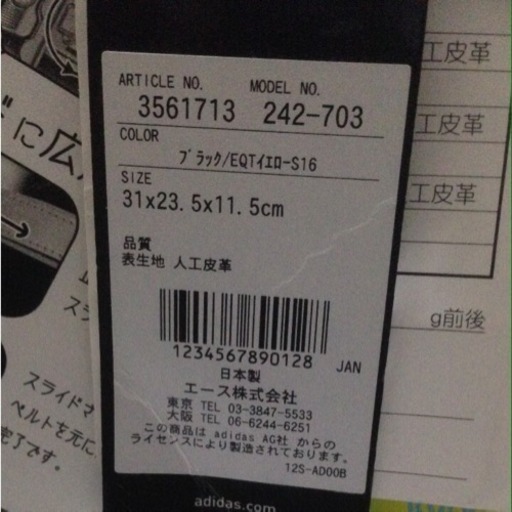 ARTICLE NO. MODEL NO.
3561713 242-703
COLOR
ﾌﾞﾗｯｸ/EQTｲｴﾛｰS16
SIZE
31x23.5x11.5cm
品質
表生地 人工皮革
1234567890128 JAN
日本製
エース株式会社
東京 TEL 03-3847-5533
大阪 TEL 06-6244-6251
この商品は adidas AG社 からの
ライセンスにより製造されております。
12S-AD00B
adidas.com
に広
スライドさ
ベルトを元に
完了です。
工皮革
工皮革
工皮革
g前後